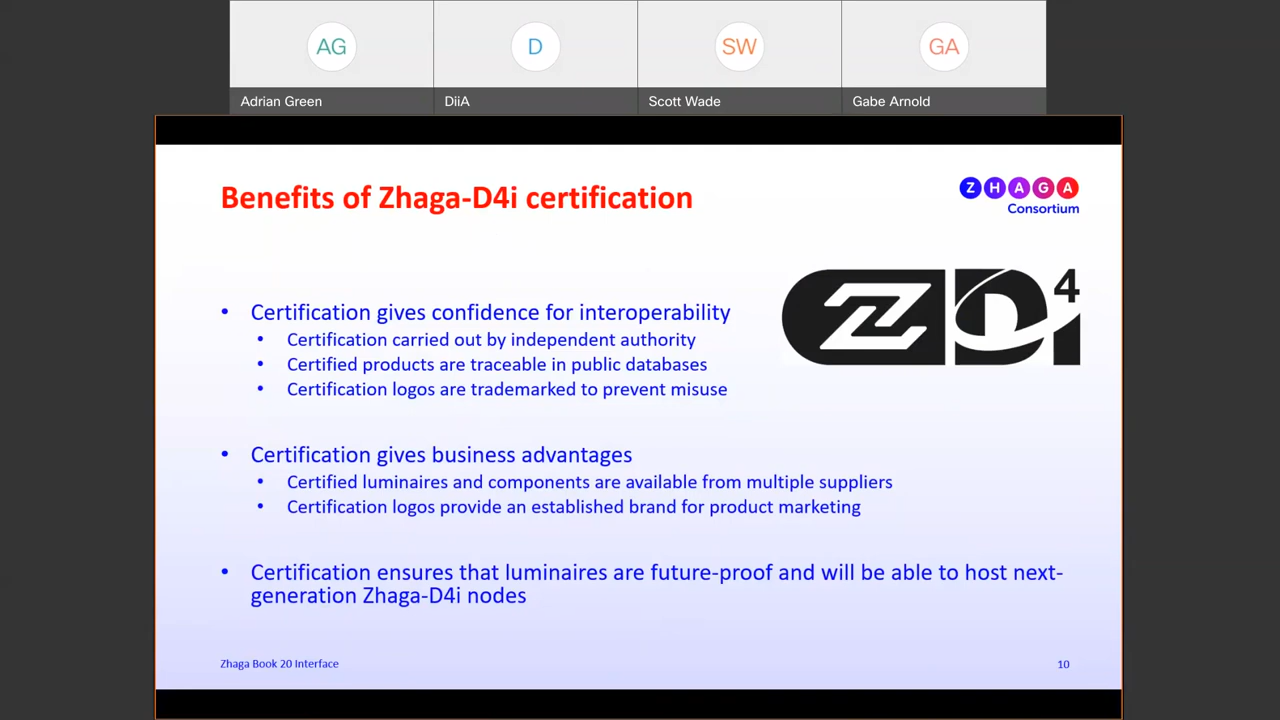 AG
D
SW
GA
Adrian Green
DiiA
Scott Wade
Gabe Arnold
Benefits of Zhaga-D4i certification
ZHAGA
Consortium
ZD4i
• Certification gives confidence for interoperability
• Certification carried out by independent authority
• Certified products are traceable in public databases
• Certification logos are trademarked to prevent misuse
• Certification gives business advantages
• Certified luminaires and components are available from multiple suppliers
• Certification logos provide an established brand for product marketing
• Certification ensures that luminaires are future-proof and will be able to host next-
generation Zhaga-D4i nodes
Zhaga Book 20 Interface
10